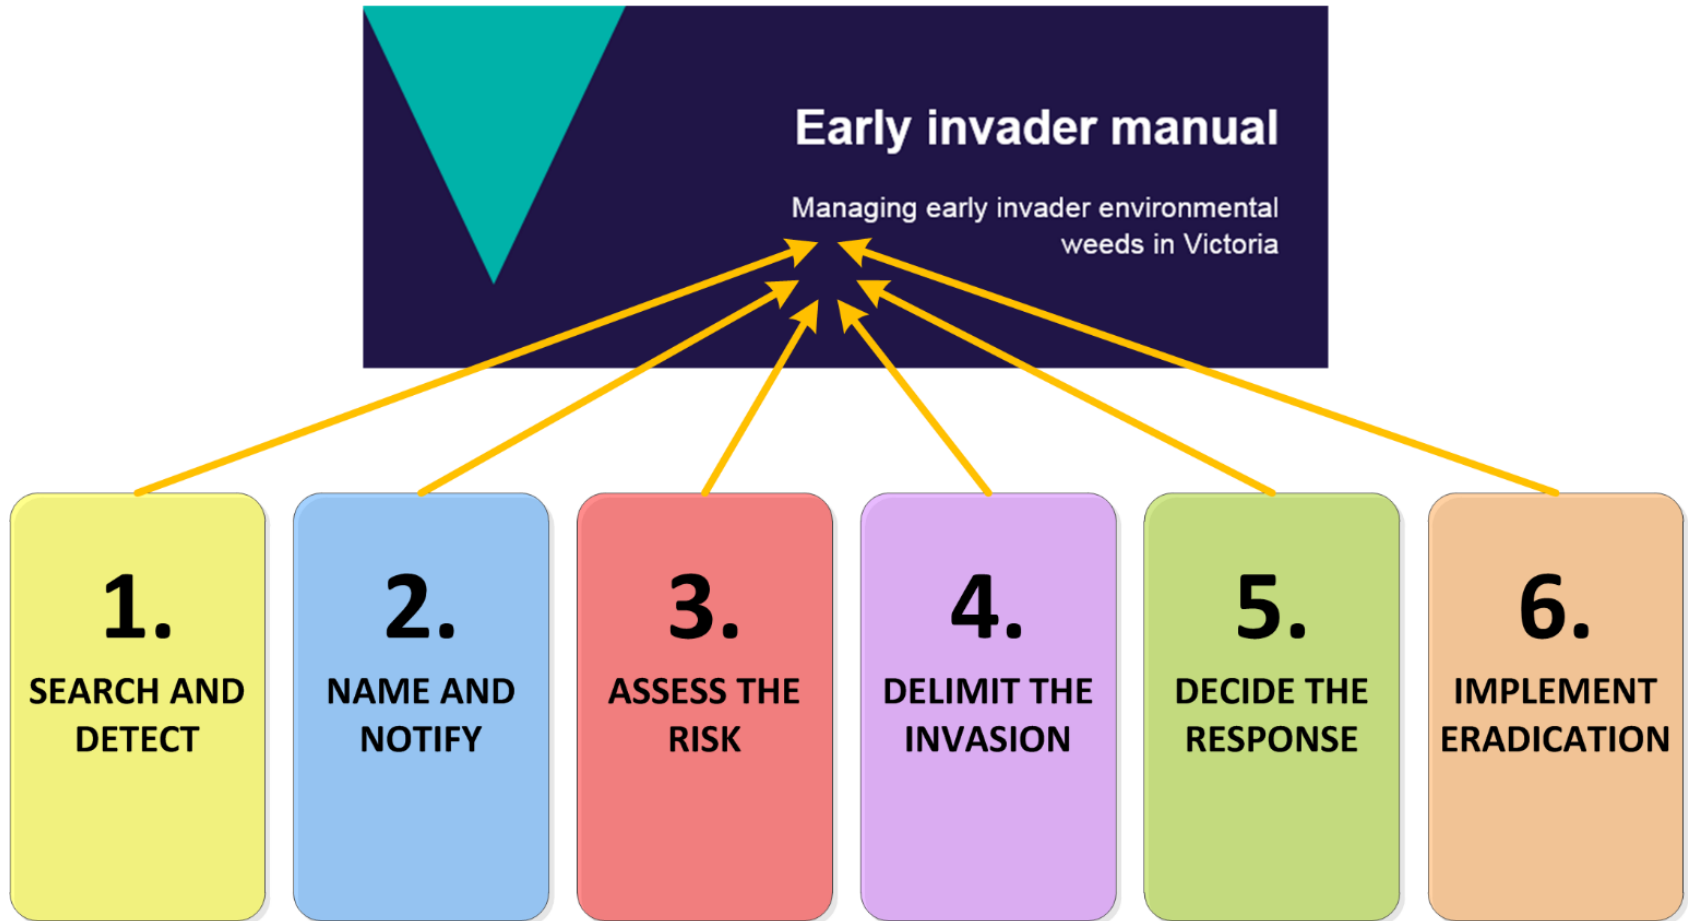 Early invader manual
Managing early invader environmental
weeds in Victoria
1.
SEARCH AND
DETECT
2.
NAME AND
NOTIFY
3.
ASSESS THE
RISK
4.
DELIMIT THE
INVASION
5.
DECIDE THE
RESPONSE
6.
IMPLEMENT
ERADICATION